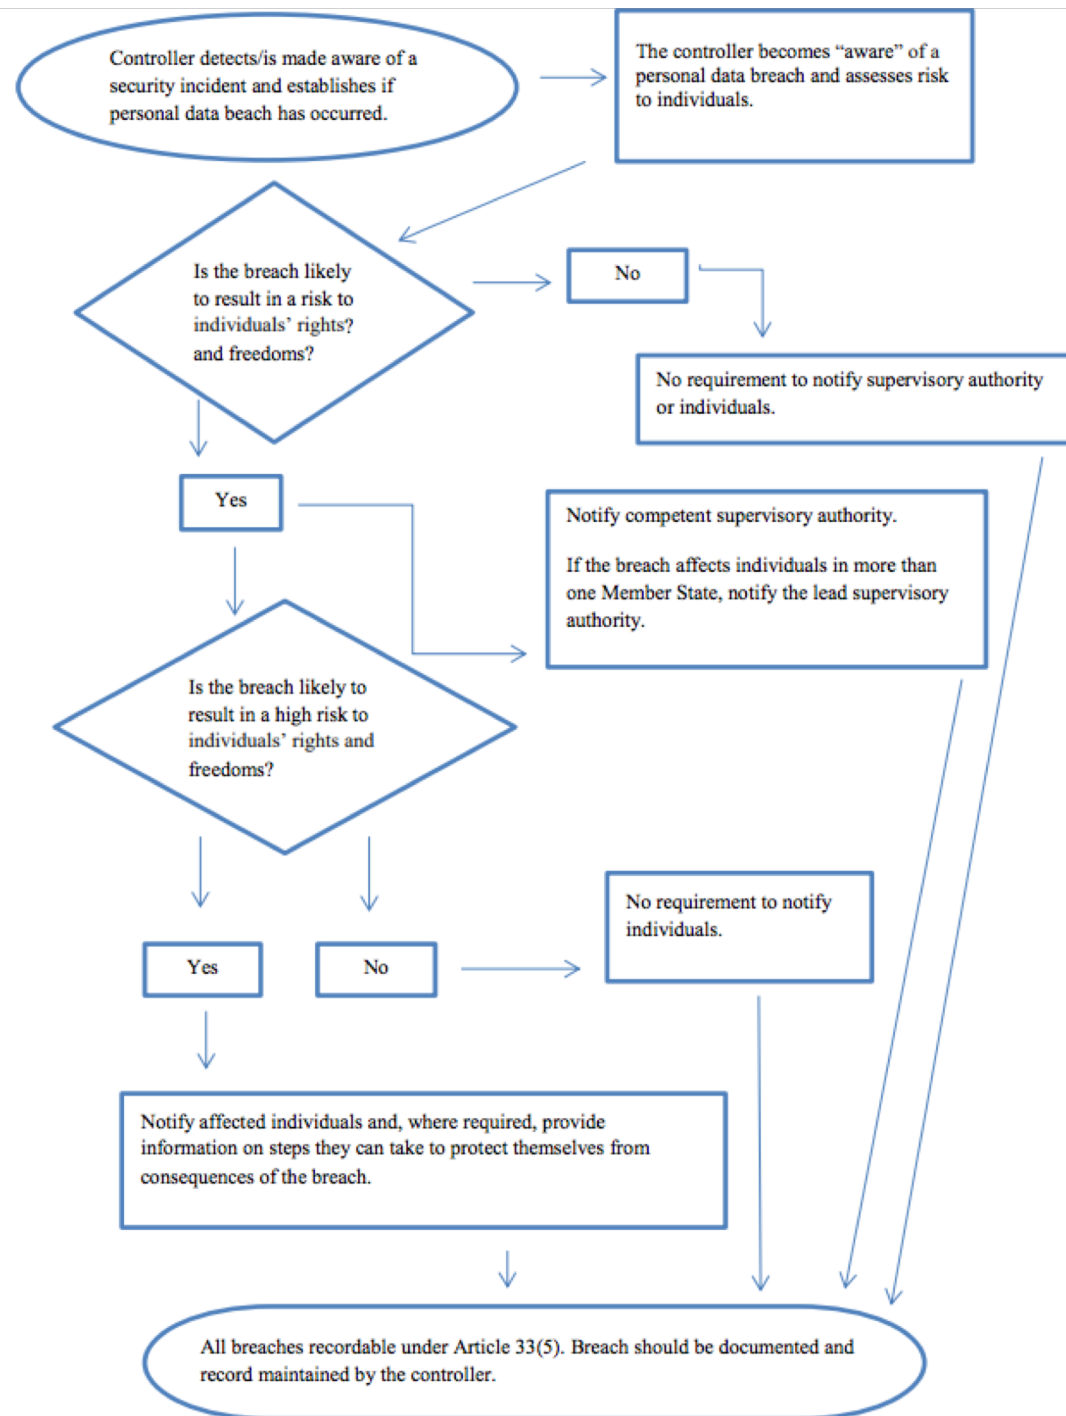 Controller detects/is made aware of a
security incident and establishes if
personal data beach has occurred.
The controller becomes “aware” of a
personal data breach and assesses risk
to individuals.
Is the breach likely
to result in a risk to
individuals’ rights?
and freedoms?
No
No requirement to notify supervisory authority
or individuals.
Yes
Notify competent supervisory authority.
If the breach affects individuals in more than
one Member State, notify the lead supervisory
authority.
Is the breach likely to
result in a high risk to
individuals’ rights and
freedoms?
Yes
No
No requirement to notify
individuals.
Notify affected individuals and, where required, provide
information on steps they can take to protect themselves from
consequences of the breach.
All breaches recordable under Article 33(5). Breach should be documented and
record maintained by the controller.